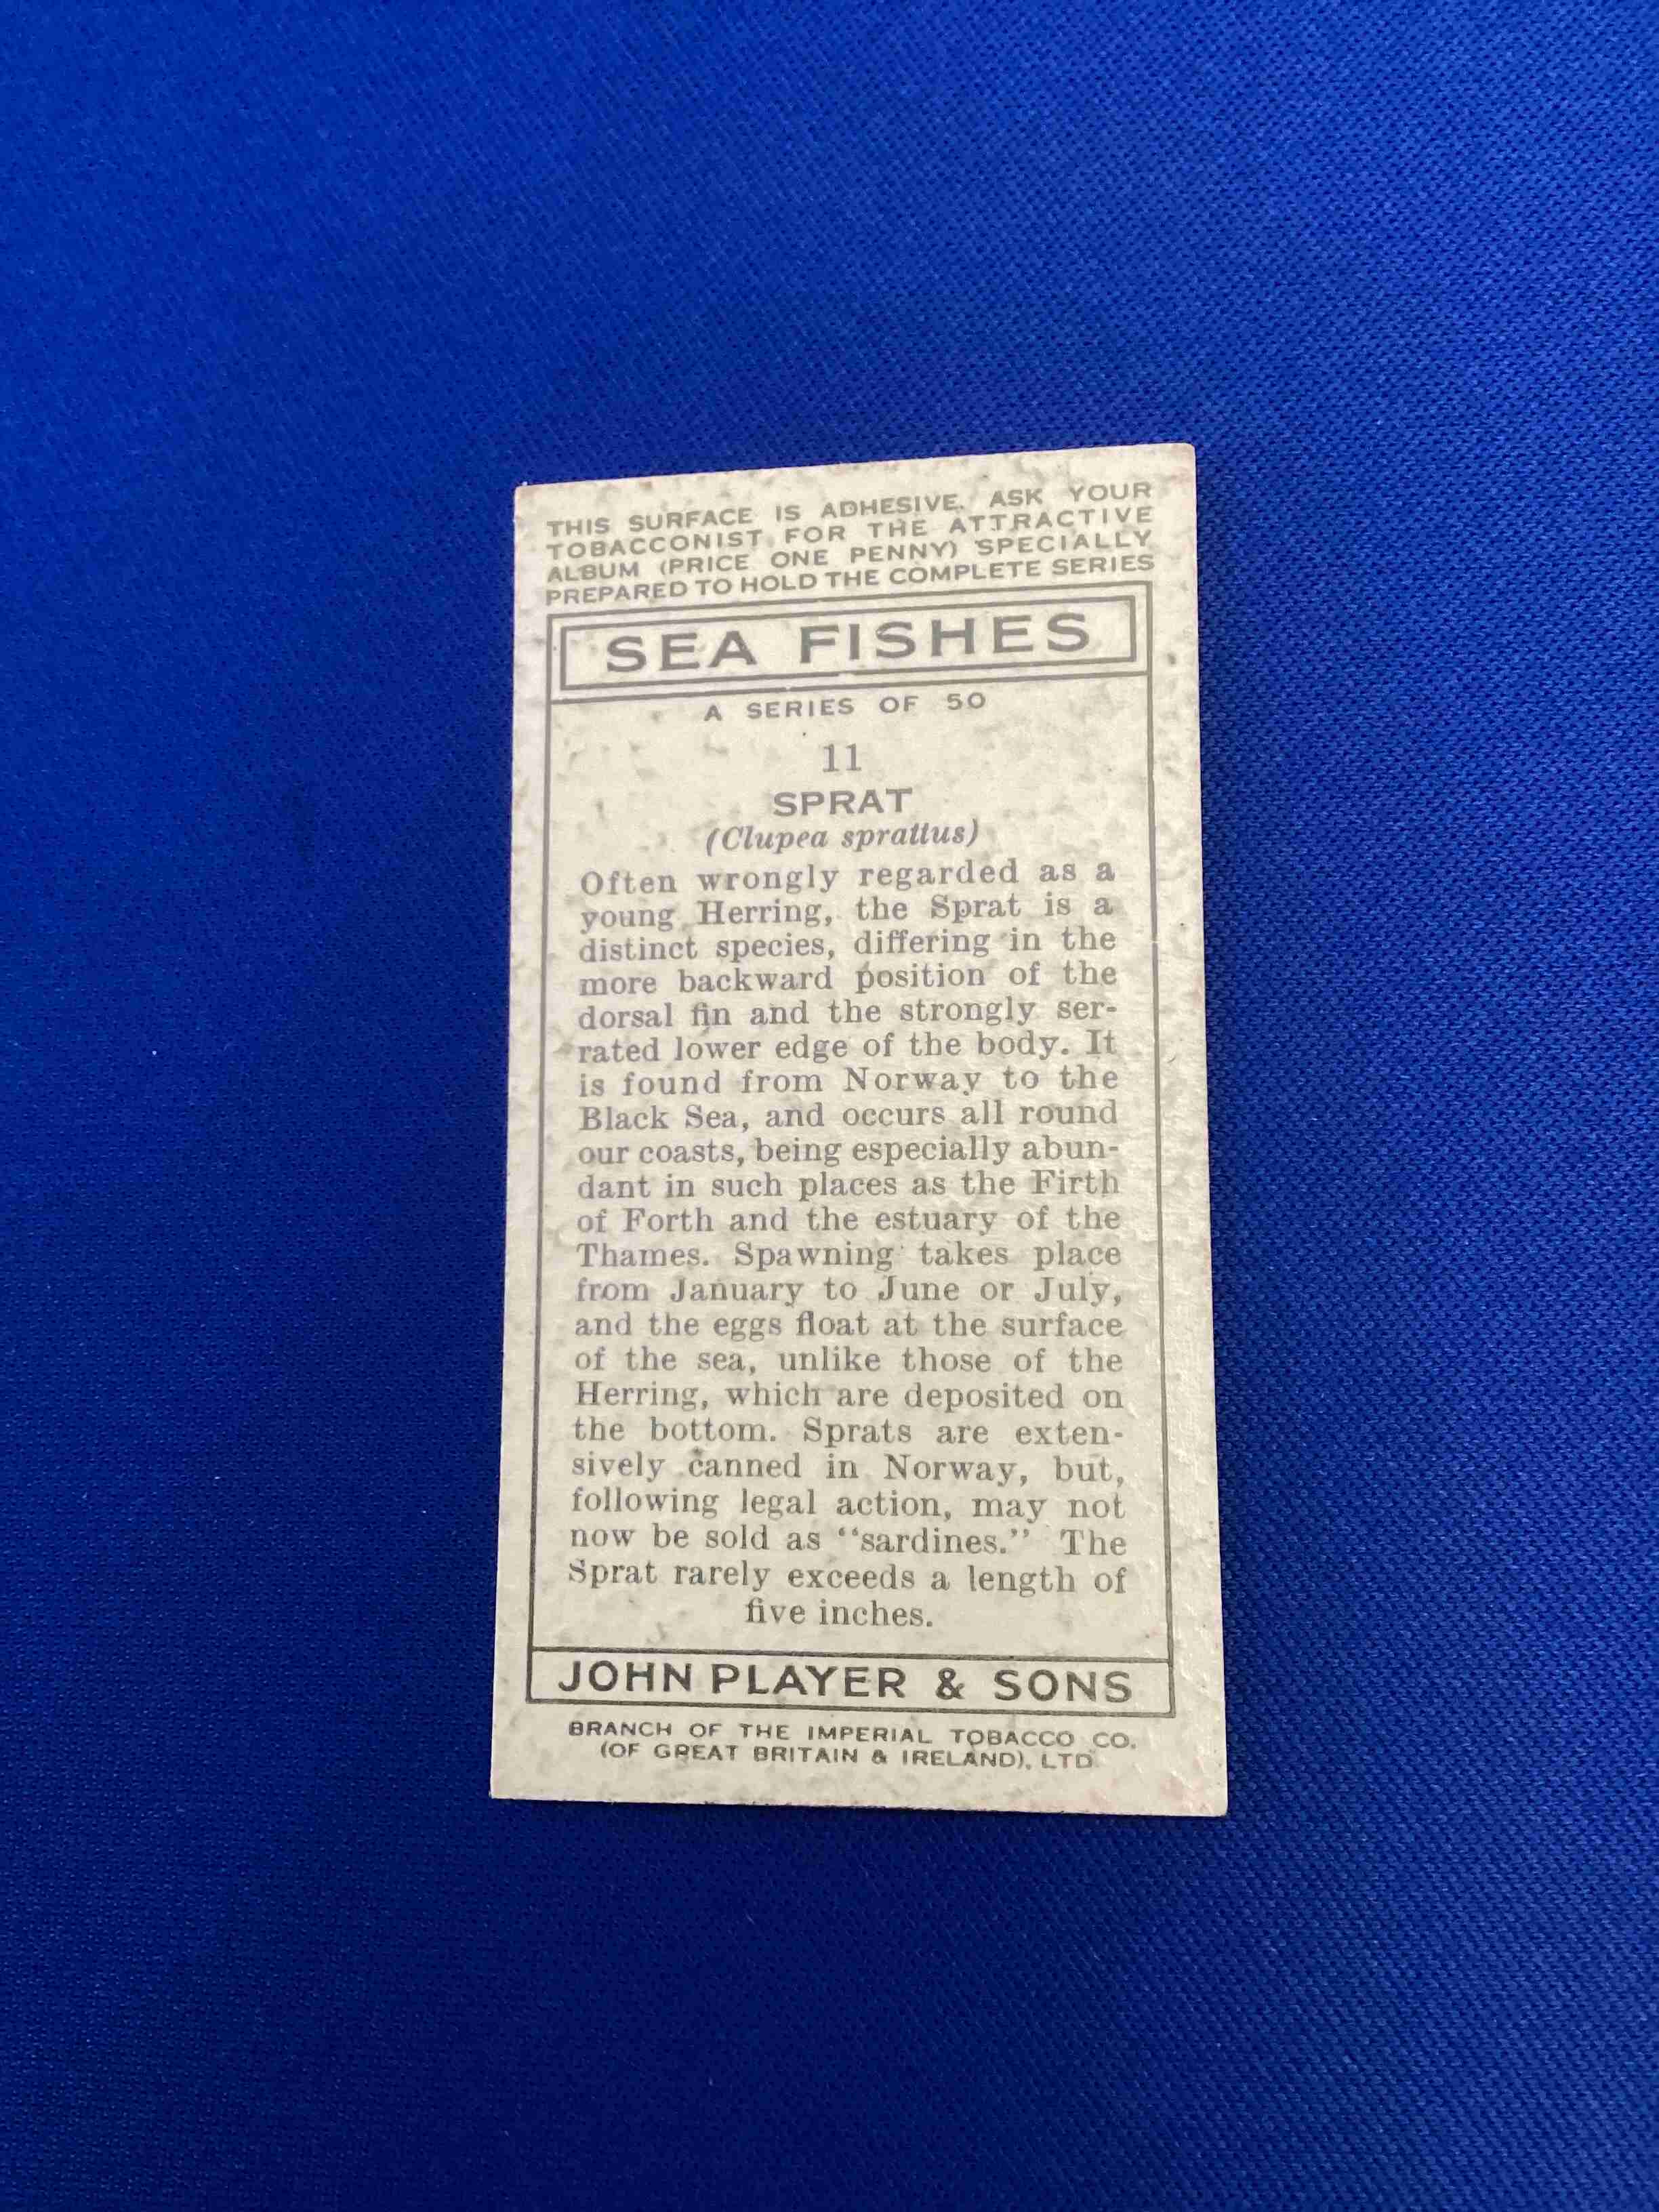 THIS SURFACE IS ADHESIVE. ASK YOUR
TOBACCONIST FOR THE ATTRACTIVE
ALBUM (PRICE ONE PENNY) SPECIALLY
PREPARED TO HOLD THE COMPLETE SERIES
SEA FISHES
A SERIES OF 50
11
SPRAT
(Clupea sprattus)
Often wrongly regarded as a
young Herring, the Sprat is a
distinct species, differing in the
more backward position of the
dorsal fin and the strongly ser-
rated lower edge of the body. It
is found from Norway to the
Black Sea, and occurs all round
our coasts, being especially abun-
dant in such places as the Firth
of Forth and the estuary of the
Thames. Spawning takes place
from January to June or July,
and the eggs float at the surface
of the sea, unlike those of the
Herring, which are deposited on
the bottom. Sprats are exten-
sively canned in Norway, but,
following legal action, may not
now be sold as "sardines." The
Sprat rarely exceeds a length of
five inches.
JOHN PLAYER & SONS
BRANCH OF THE IMPERIAL TOBACCO CO.
(OF GREAT BRITAIN & IRELAND), LTD.